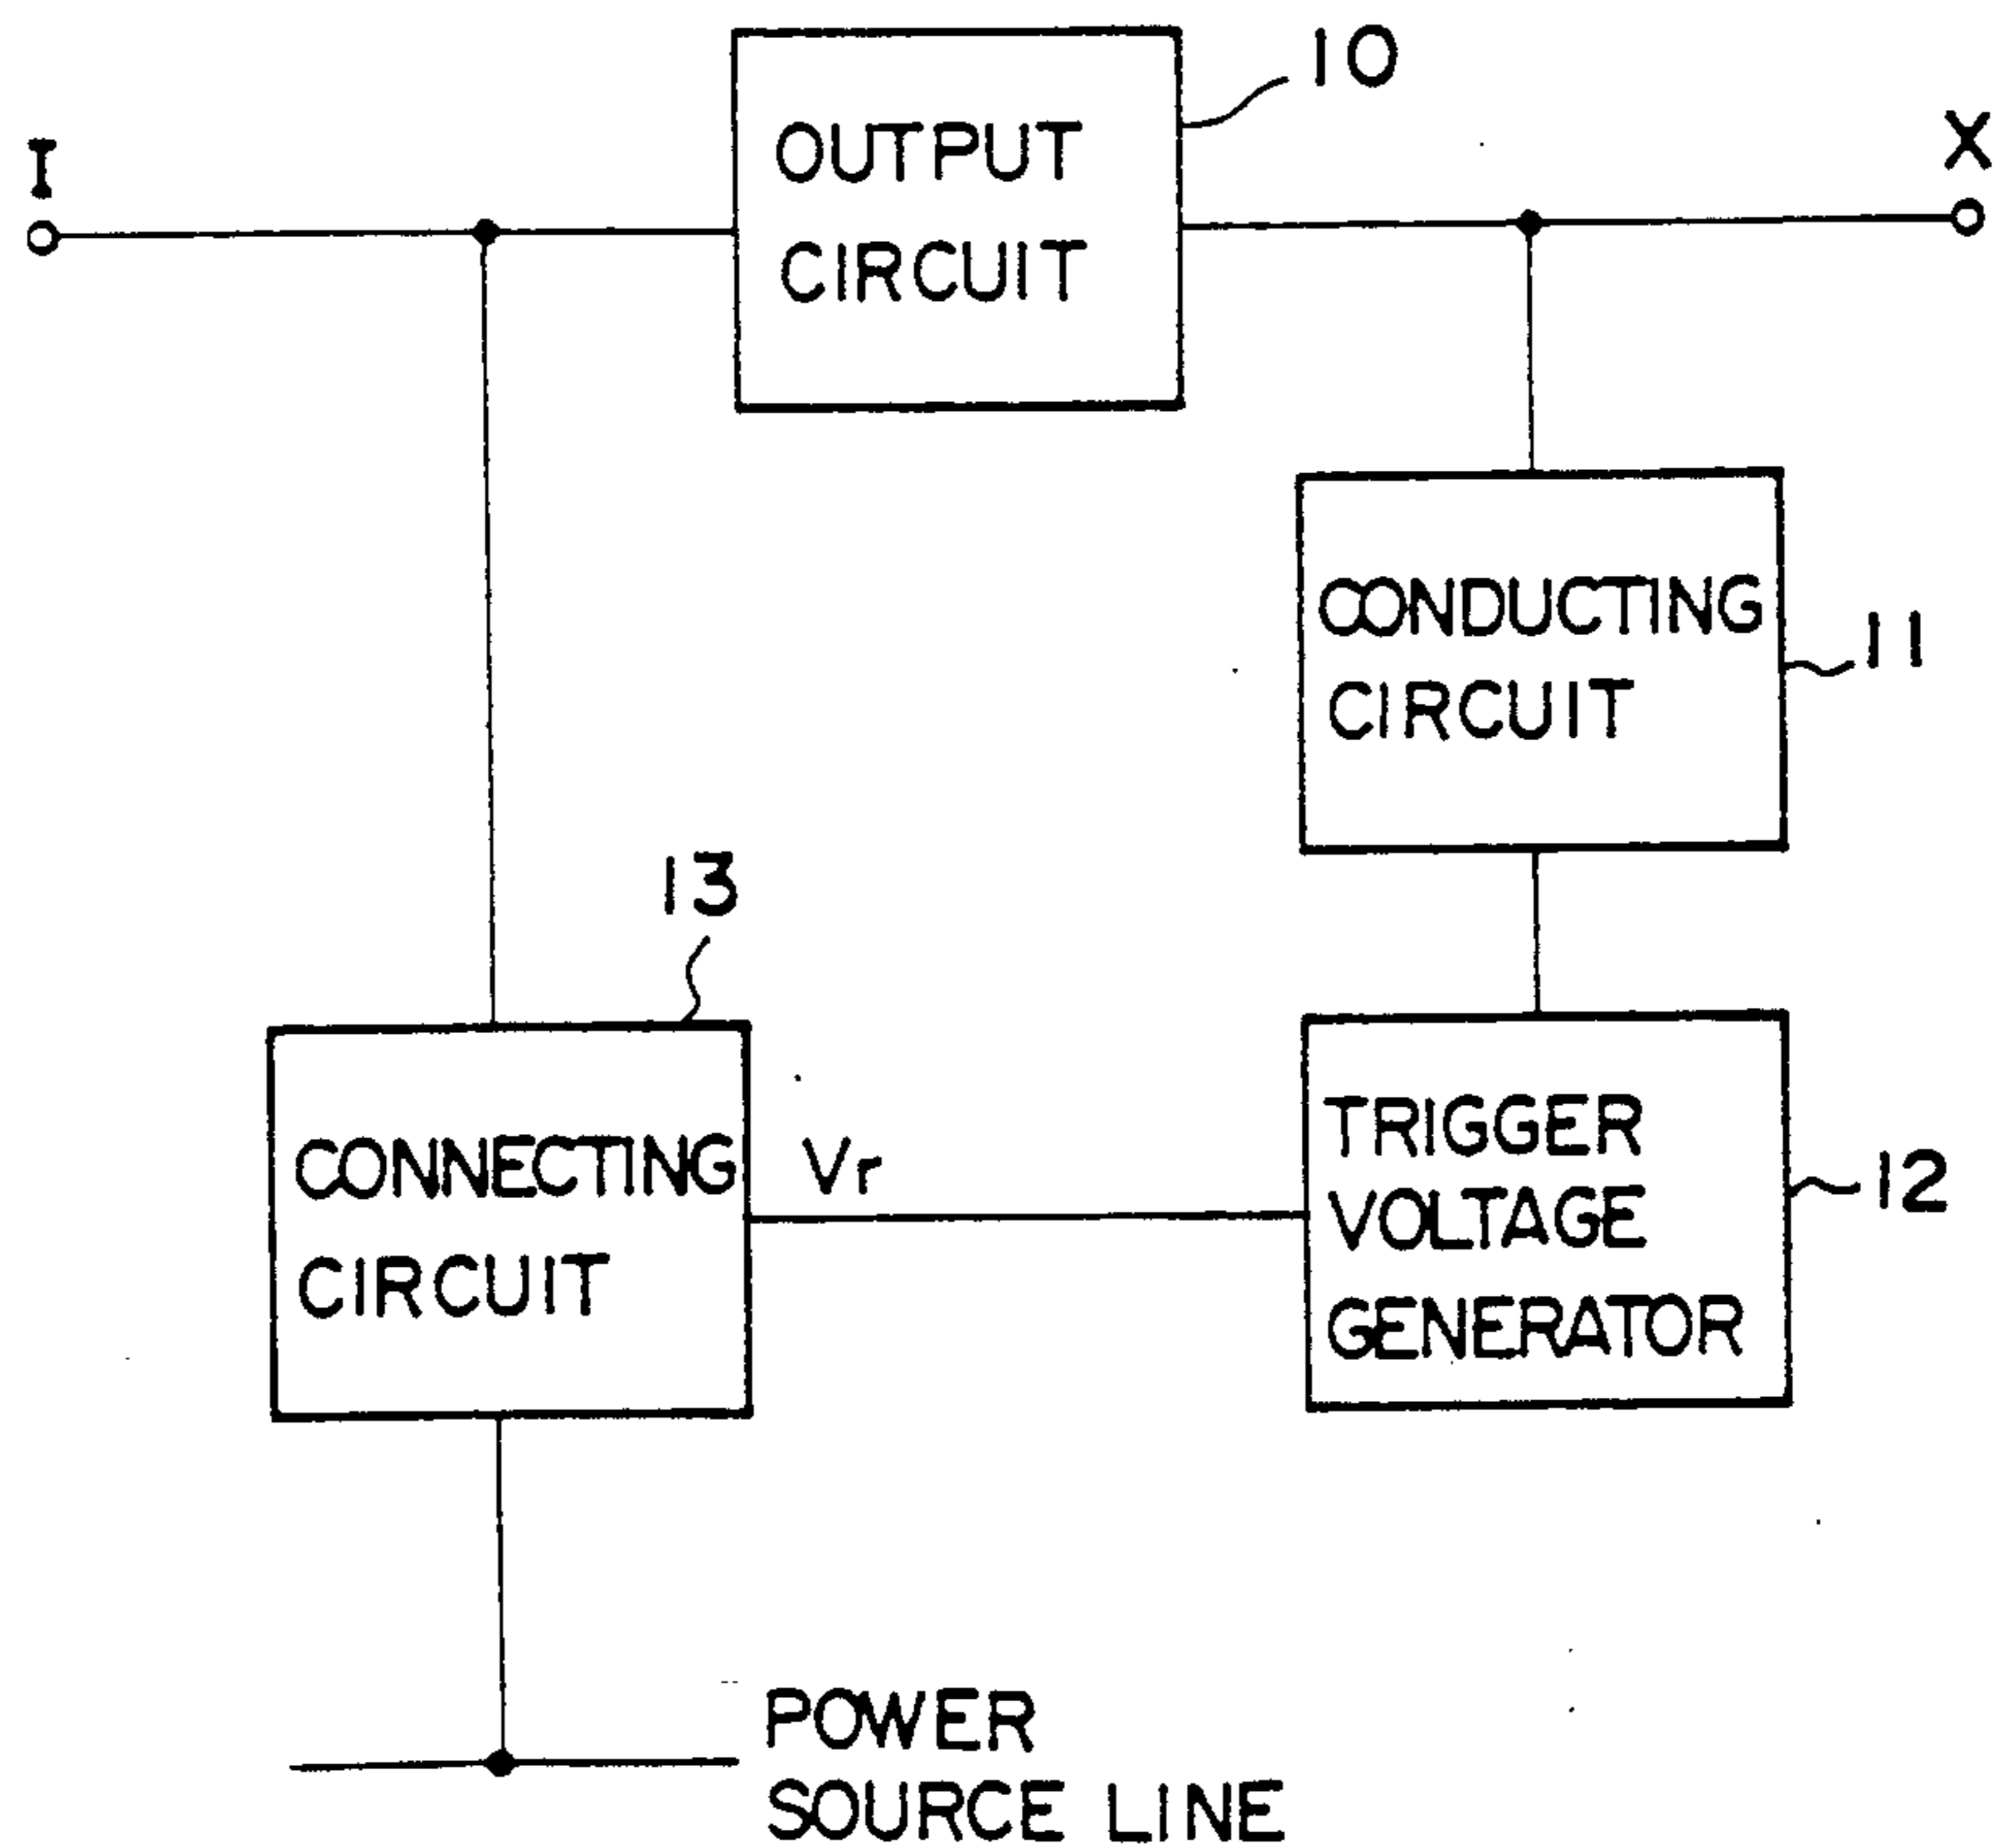 10
I
X
OUTPUT
CIRCUIT
CONDUCTING
CIRCUIT
11
13
CONNECTING
CIRCUIT
Vr
TRIGGER
VOLTAGE
GENERATOR
12
POWER
SOURCE LINE